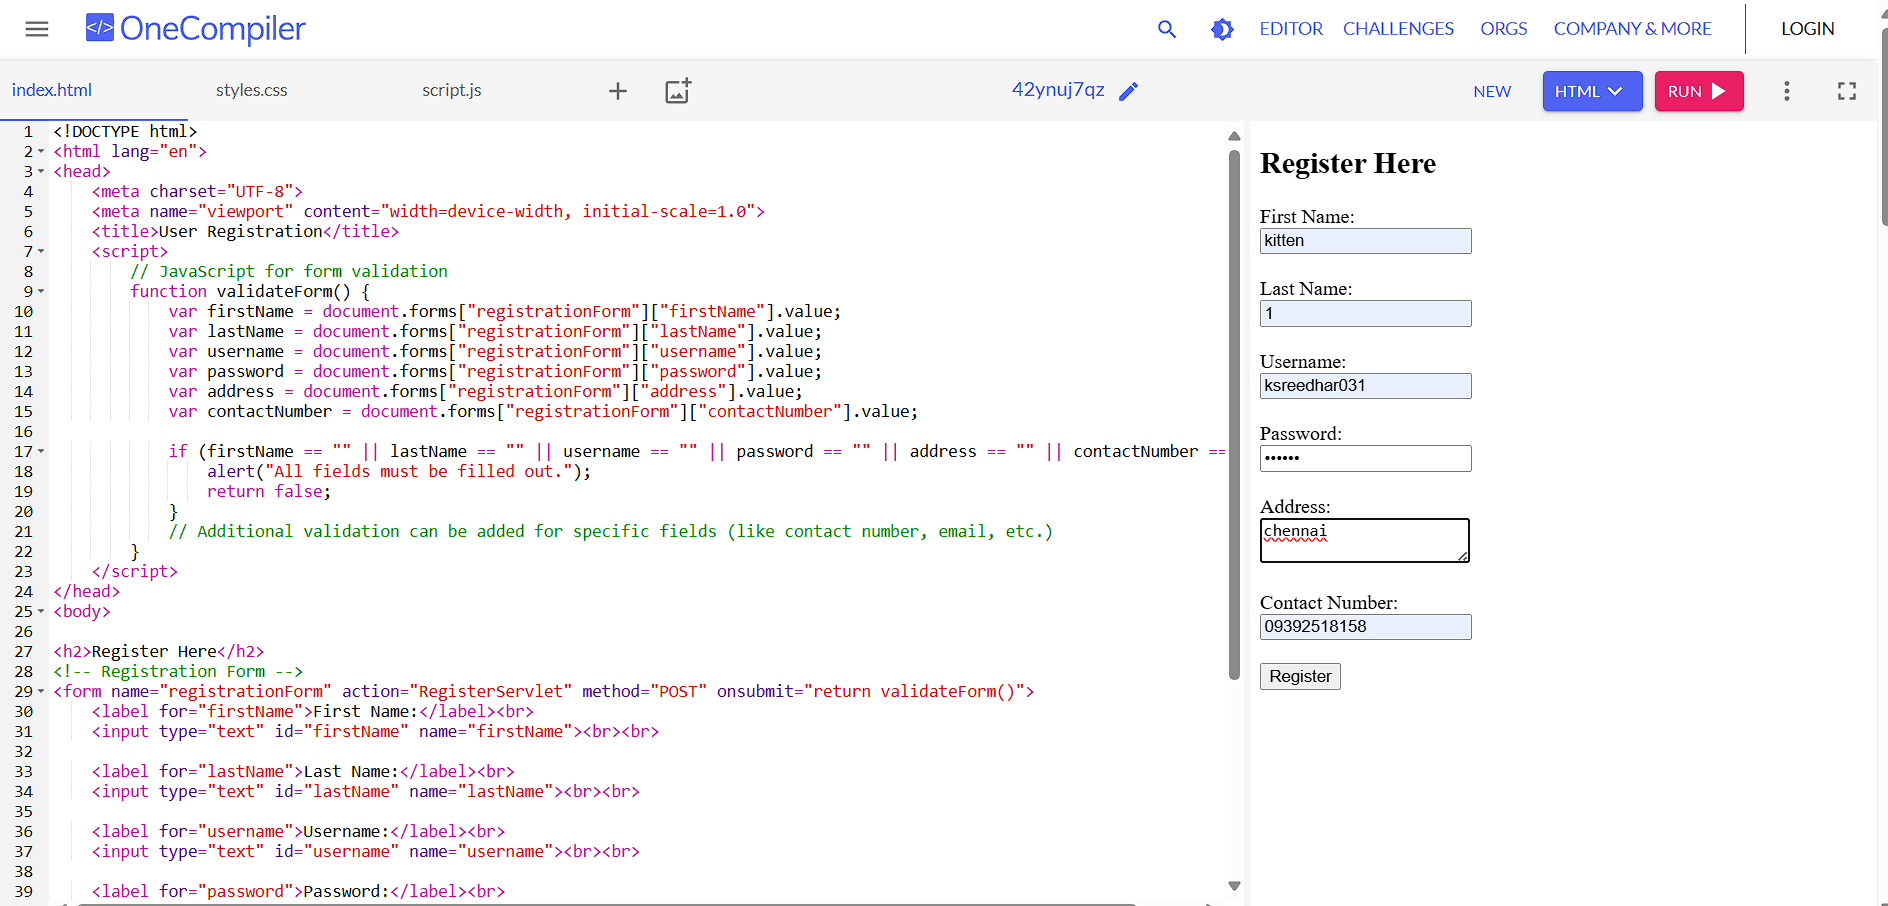 OneCompiler
EDITOR CHALLENGES ORGS COMPANY & MORE LOGIN
index.html styles.css script.js 42ynuj7qz NEW HTML RUN
1 <!DOCTYPE html>
2 <html lang="en">
3 <head>
4 <meta charset="UTF-8">
5 <meta name="viewport" content="width=device-width, initial-scale=1.0">
6 <title>User Registration</title>
7 <script>
8 // JavaScript for form validation
9 function validateForm() {
10 var firstName = document.forms["registrationForm"]["firstName"].value;
11 var lastName = document.forms["registrationForm"]["lastName"].value;
12 var username = document.forms["registrationForm"]["username"].value;
13 var password = document.forms["registrationForm"]["password"].value;
14 var address = document.forms["registrationForm"]["address"].value;
15 var contactNumber = document.forms["registrationForm"]["contactNumber"].value;
16
17 if (firstName == "" || lastName == "" || username == "" || password == "" || address == "" || contactNumber ==
18 alert("All fields must be filled out.");
19 return false;
20 }
21 // Additional validation can be added for specific fields (like contact number, email, etc.)
22 }
23 </script>
24 </head>
25 <body>
26
27 <h2>Register Here</h2>
28 <!-- Registration Form -->
29 <form name="registrationForm" action="RegisterServlet" method="POST" onsubmit="return validateForm()">
30 <label for="firstName">First Name:</label><br>
31 <input type="text" id="firstName" name="firstName"><br><br>
32
33 <label for="lastName">Last Name:</label><br>
34 <input type="text" id="lastName" name="lastName"><br><br>
35
36 <label for="username">Username:</label><br>
37 <input type="text" id="username" name="username"><br><br>
38
39 <label for="password">Password:</label><br>
Register Here
First Name:
kitten
Last Name:
1
Username:
ksreedhar031
Password:
••••••
Address:
chennai
Contact Number:
09392518158
Register